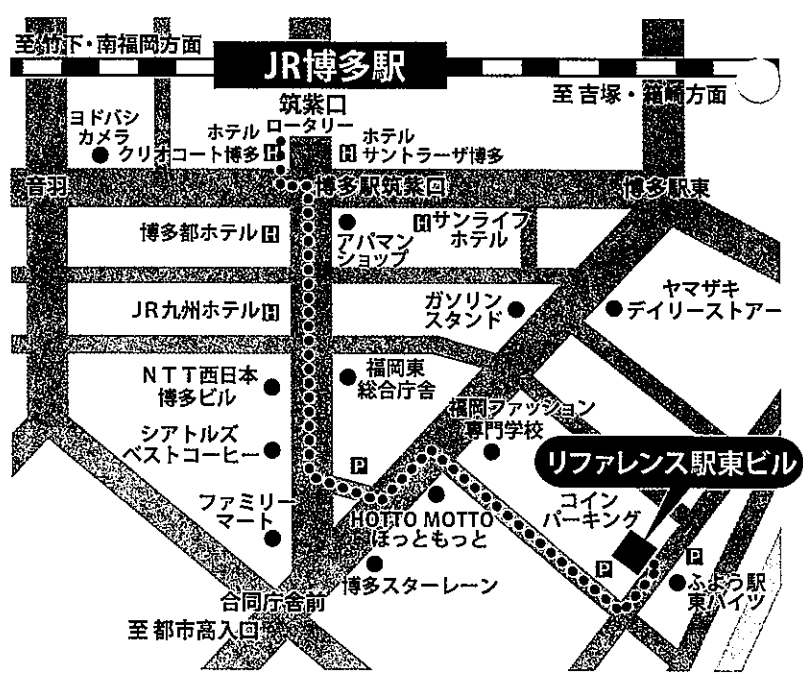 至 竹下・南福岡方面
JR博多駅
至 吉塚・箱崎方面
筑紫口
ロータリー
ヨドバシ
カメラ
ホテル
クリオコート博多 H
ホテル
H サントラーザ博多
音羽
博多駅筑紫口
博多駅東
博多都ホテル H
アパマン
ショップ
H サンライフ
ホテル
JR九州ホテル H
ガソリン
スタンド
ヤマザキ
デイリーストアー
NTT西日本
博多ビル
福岡東
総合庁舎
福岡ファッション
専門学校
シアトルズ
ベストコーヒー
P
リファレンス駅東ビル
ファミリー
マート
HOTTO MOTTO
ほっともっと
コイン
パーキング
P
P
博多スターレーン
ふよう駅
東ハイツ
合同庁舎前
至 都市高入口